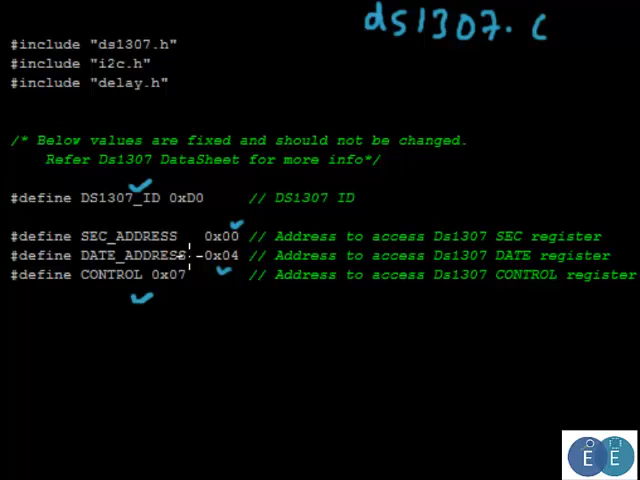 ds1307.c
#include "ds1307.h"
#include "i2c.h"
#include "delay.h"
/* Below values are fixed and should not be changed.
Refer Ds1307 DataSheet for more info*/
#define DS1307_ID 0xD0 // DS1307 ID
#define SEC_ADDRESS 0x00 // Address to access Ds1307 SEC register
#define DATE_ADDRESS 0x04 // Address to access Ds1307 DATE register
#define CONTROL 0x07 // Address to access Ds1307 CONTROL register
EE